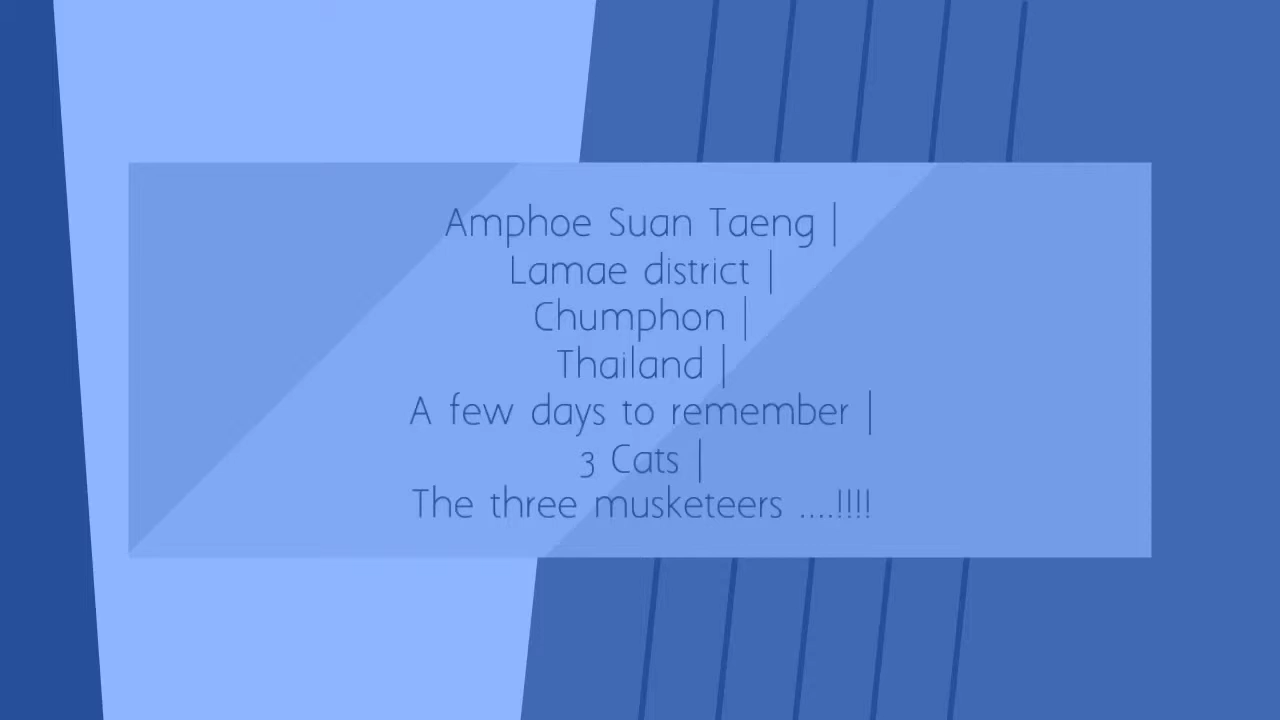 Amphoe Suan Taeng |
Lamae district |
Chumphon |
Thailand |
A few days to remember |
3 Cats |
The three musketeers ....!!!!